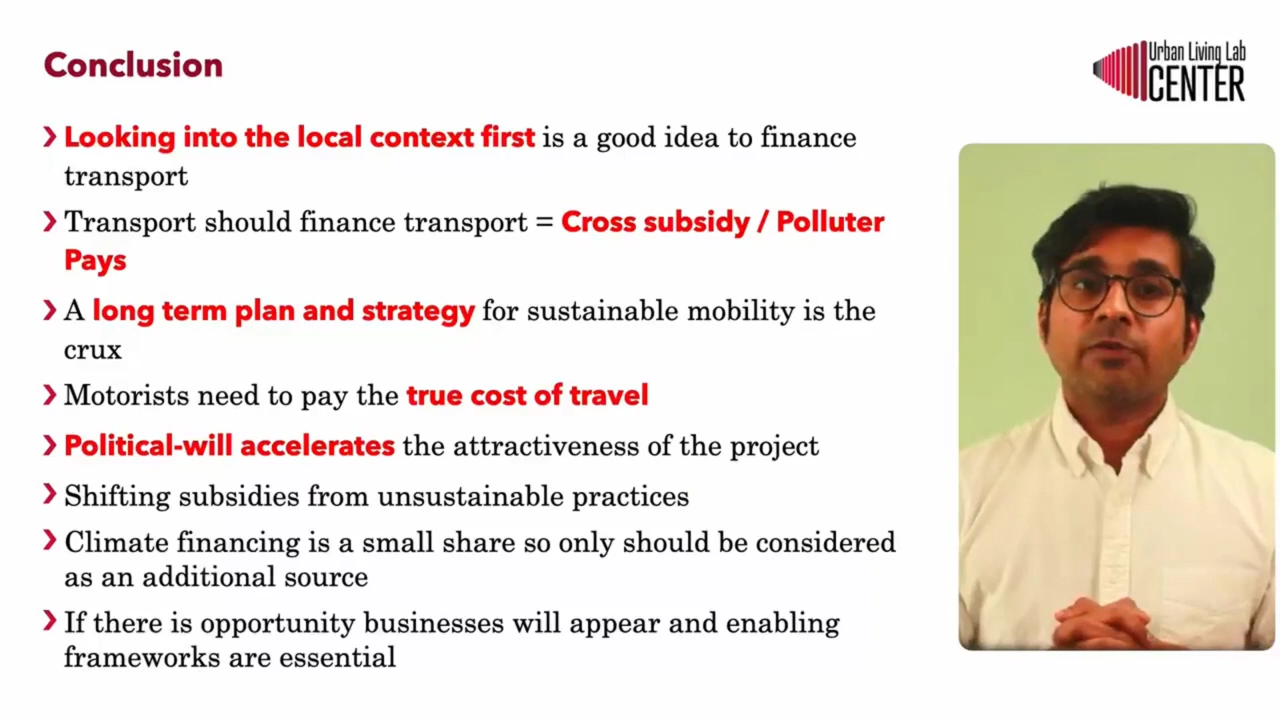 Conclusion
Urban Living Lab
CENTER
❯ Looking into the local context first is a good idea to finance
transport
❯ Transport should finance transport = Cross subsidy / Polluter
Pays
❯ A long term plan and strategy for sustainable mobility is the
crux
❯ Motorists need to pay the true cost of travel
❯ Political-will accelerates the attractiveness of the project
❯ Shifting subsidies from unsustainable practices
❯ Climate financing is a small share so only should be considered
as an additional source
❯ If there is opportunity businesses will appear and enabling
frameworks are essential